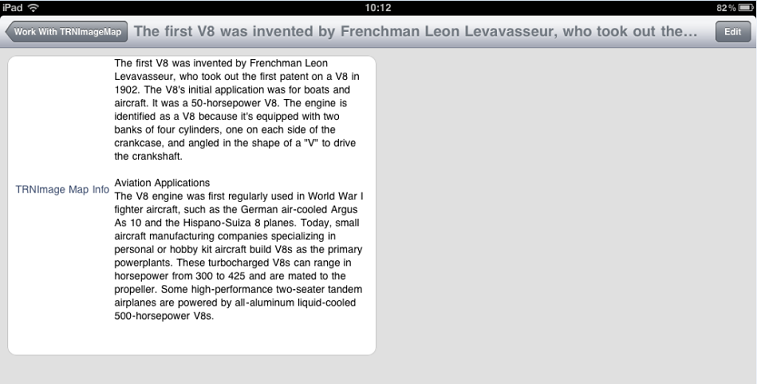 iPad 10:12 82%
Work With TRNImageMap The first V8 was invented by Frenchman Leon Levavasseur, who took out the... Edit
The first V8 was invented by Frenchman Leon
Levavasseur, who took out the first patent on a V8 in
1902. The V8's initial application was for boats and
aircraft. It was a 50-horsepower V8. The engine is
identified as a V8 because it's equipped with two
banks of four cylinders, one on each side of the
crankcase, and angled in the shape of a "V" to drive
the crankshaft.
TRNImage Map Info
Aviation Applications
The V8 engine was first regularly used in World War I
fighter aircraft, such as the German air-cooled Argus
As 10 and the Hispano-Suiza 8 planes. Today, small
aircraft manufacturing companies specializing in
personal or hobby kit aircraft build V8s as the primary
powerplants. These turbocharged V8s can range in
horsepower from 300 to 425 and are mated to the
propeller. Some high-performance two-seater tandem
airplanes are powered by all-aluminum liquid-cooled
500-horsepower V8s.